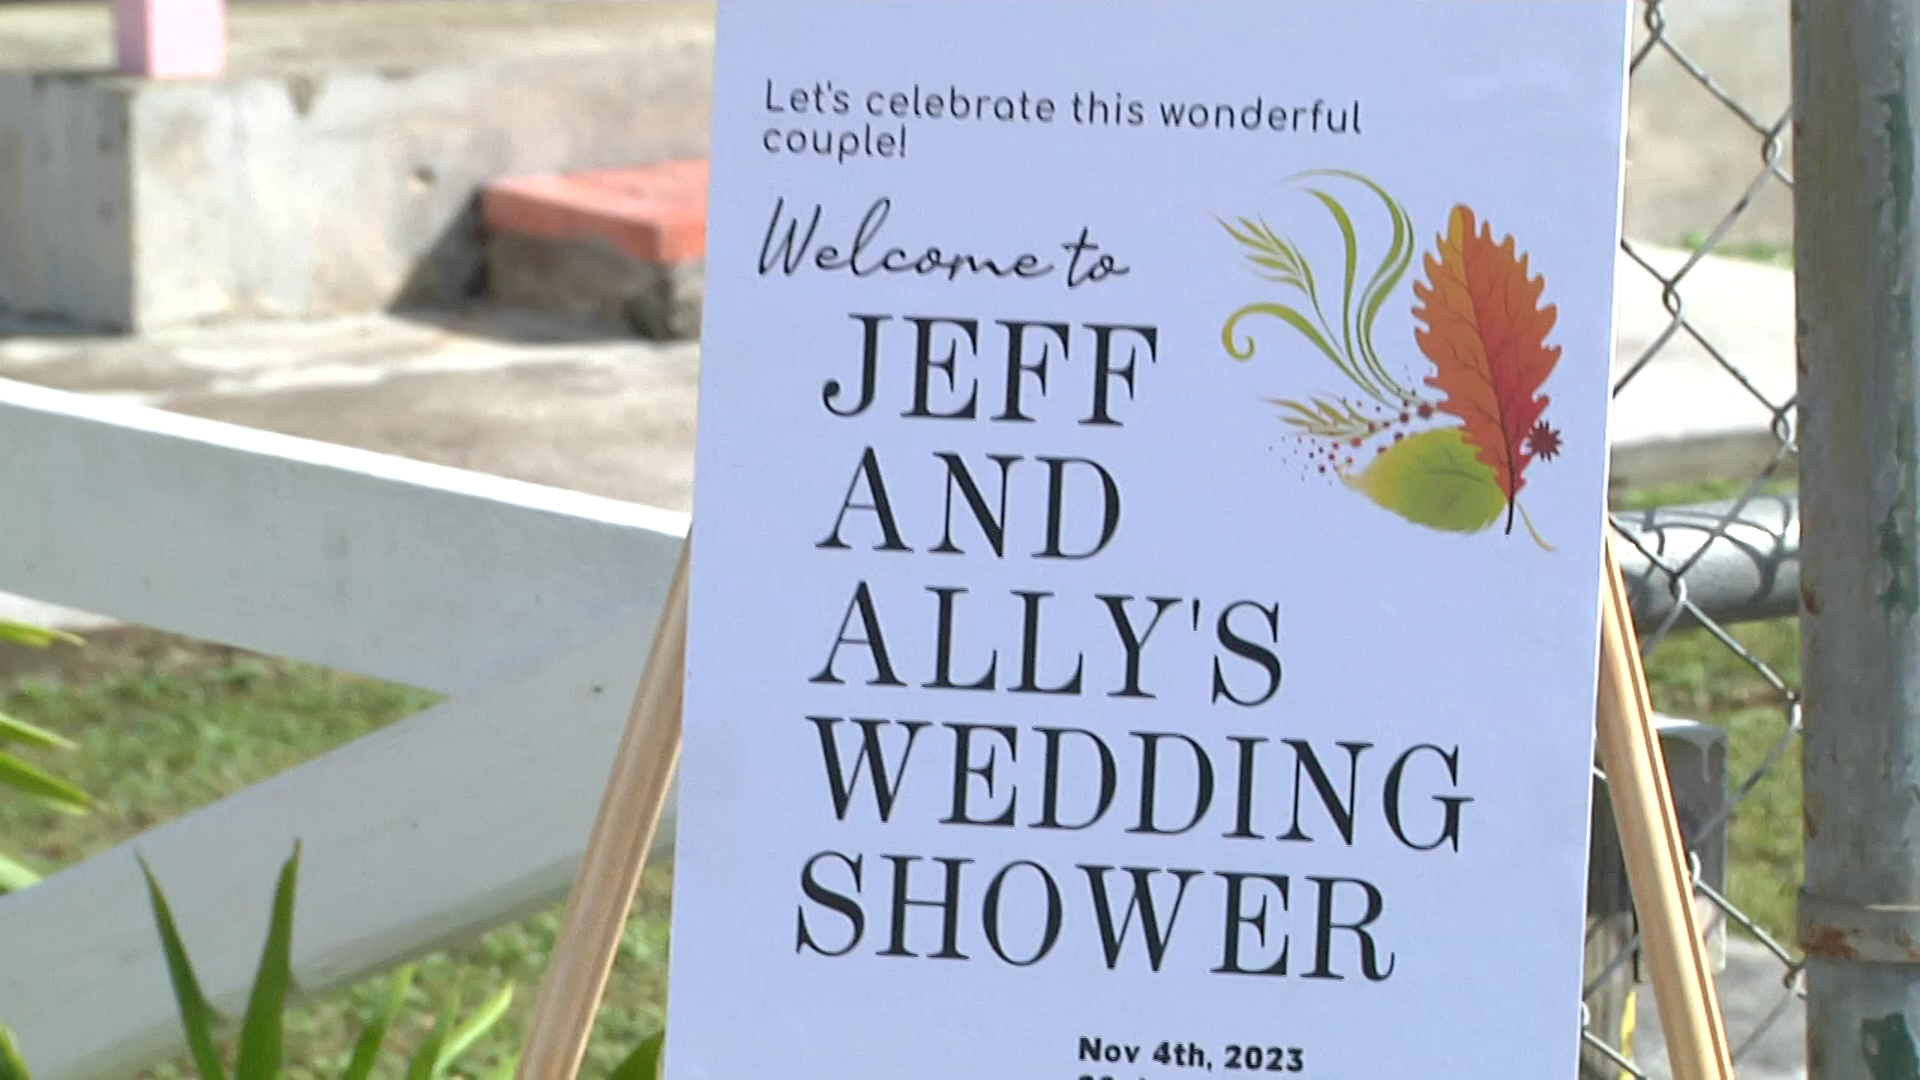 Let's celebrate this wonderful
couple!
Welcome to
JEFF
AND
ALLY'S
WEDDING
SHOWER
Nov 4th, 2023